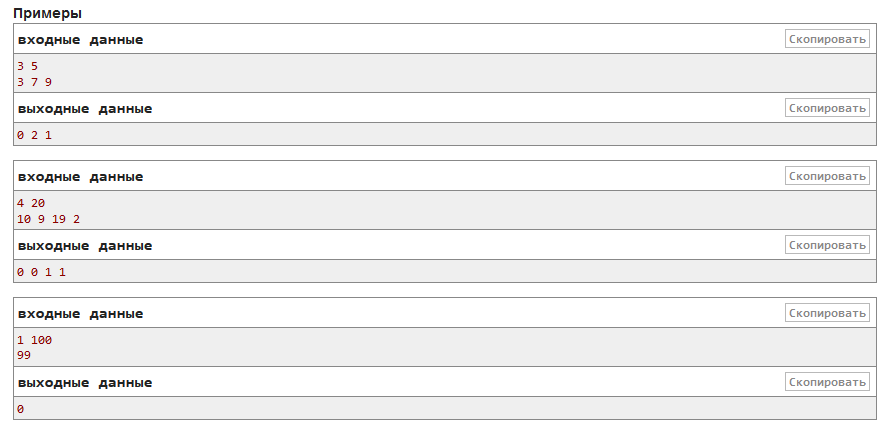 Примеры
входные данные
Скопировать
3 5
3 7 9
выходные данные
Скопировать
0 2 1
входные данные
Скопировать
4 20
10 9 19 2
выходные данные
Скопировать
0 0 1 1
входные данные
Скопировать
1 100
99
выходные данные
Скопировать
0